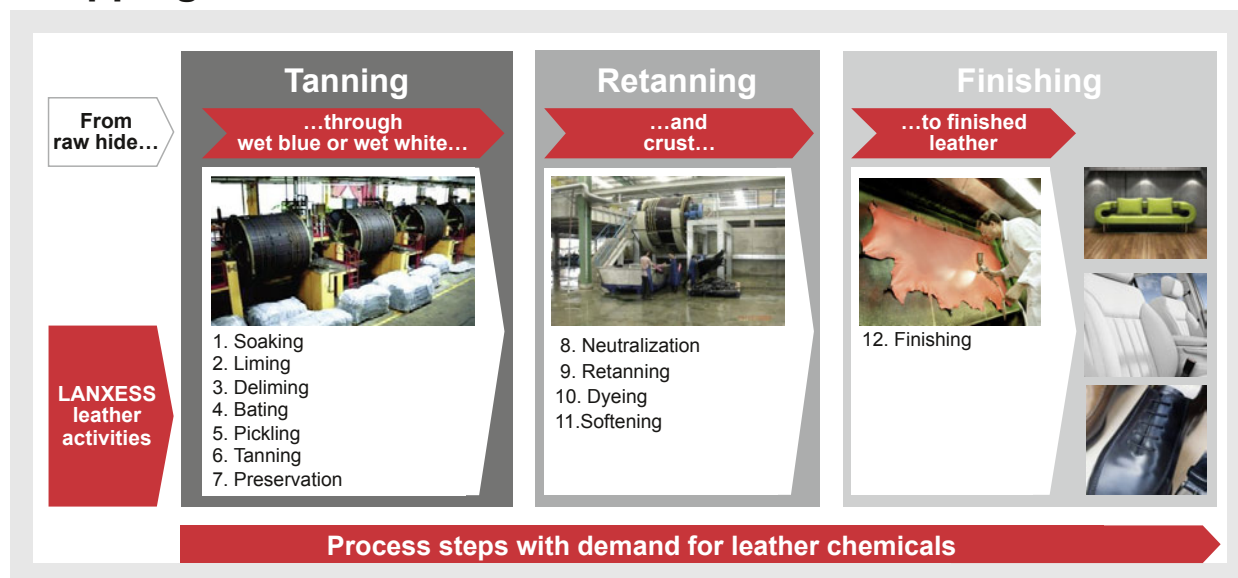 Tanning
Retanning
Finishing
From
raw hide…
…through
wet blue or wet white…
…and
crust…
…to finished
leather
LANXESS
leather
activities
1. Soaking
2. Liming
3. Deliming
4. Bating
5. Pickling
6. Tanning
7. Preservation
8. Neutralization
9. Retanning
10. Dyeing
11.Softening
12. Finishing
Process steps with demand for leather chemicals